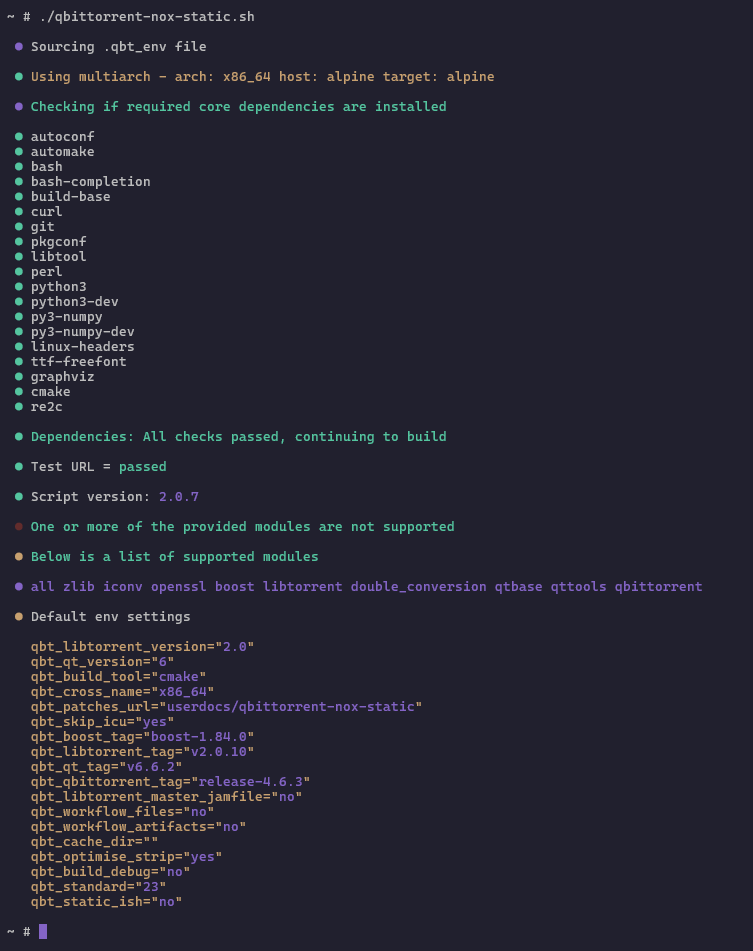 ~ # ./qbittorrent-nox-static.sh
● Sourcing .qbt_env file
● Using multiarch - arch: x86_64 host: alpine target: alpine
● Checking if required core dependencies are installed
● autoconf
● automake
● bash
● bash-completion
● build-base
● curl
● git
● pkgconf
● libtool
● perl
● python3
● python3-dev
● py3-numpy
● py3-numpy-dev
● linux-headers
● ttf-freefont
● graphviz
● cmake
● re2c
● Dependencies: All checks passed, continuing to build
● Test URL = passed
● Script version: 2.0.7
● One or more of the provided modules are not supported
● Below is a list of supported modules
● all zlib iconv openssl boost libtorrent double_conversion qtbase qttools qbittorrent
● Default env settings
qbt_libtorrent_version="2.0"
qbt_qt_version="6"
qbt_build_tool="cmake"
qbt_cross_name="x86_64"
qbt_patches_url="userdocs/qbittorrent-nox-static"
qbt_skip_icu="yes"
qbt_boost_tag="boost-1.84.0"
qbt_libtorrent_tag="v2.0.10"
qbt_qt_tag="v6.6.2"
qbt_qbittorrent_tag="release-4.6.3"
qbt_libtorrent_master_jamfile="no"
qbt_workflow_files="no"
qbt_workflow_artifacts="no"
qbt_cache_dir=""
qbt_optimise_strip="yes"
qbt_build_debug="no"
qbt_standard="23"
qbt_static_ish="no"
~ #